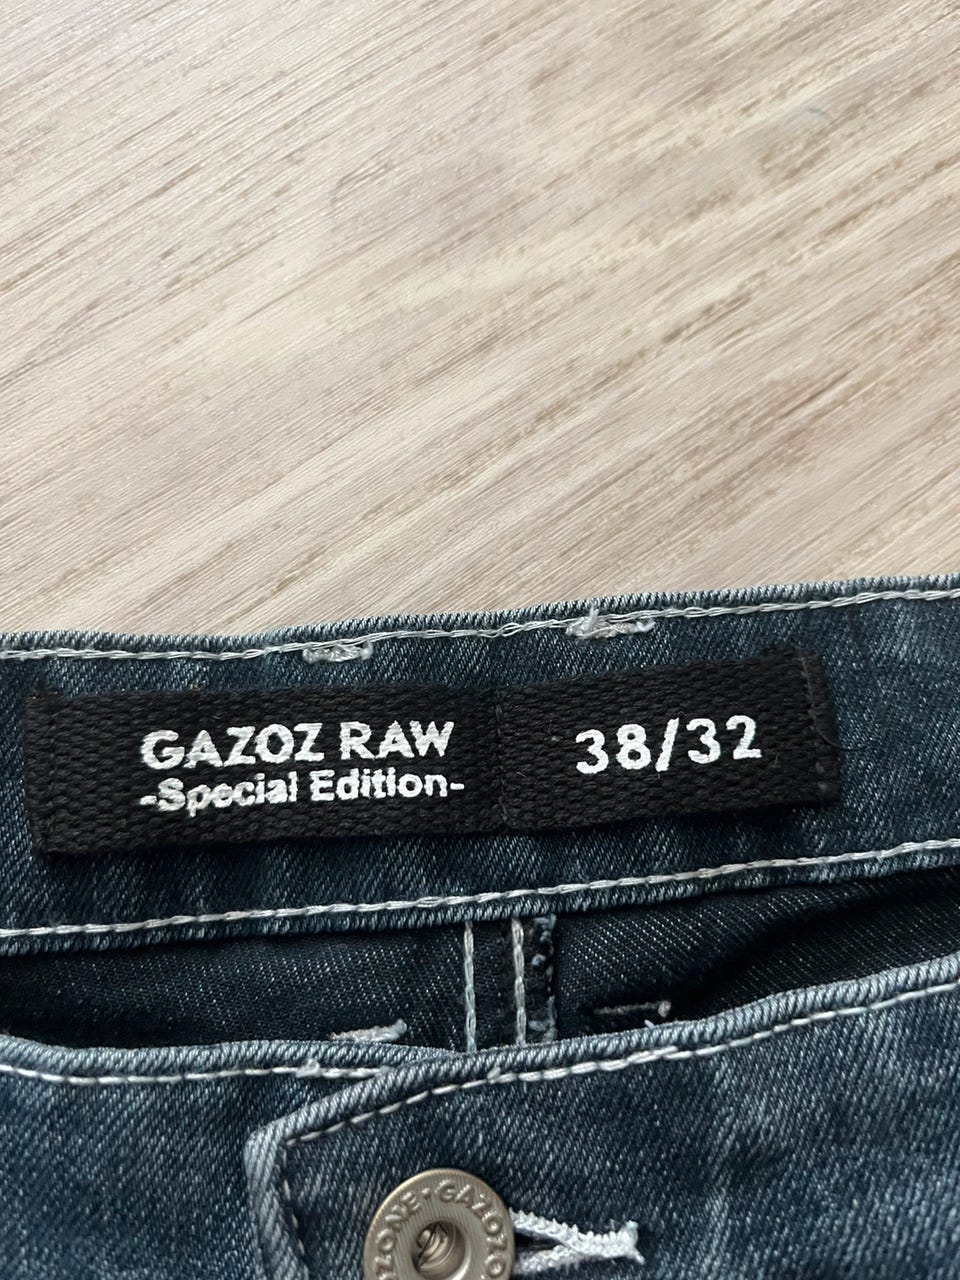 GAZOZ RAW
-Special Edition-
38/32